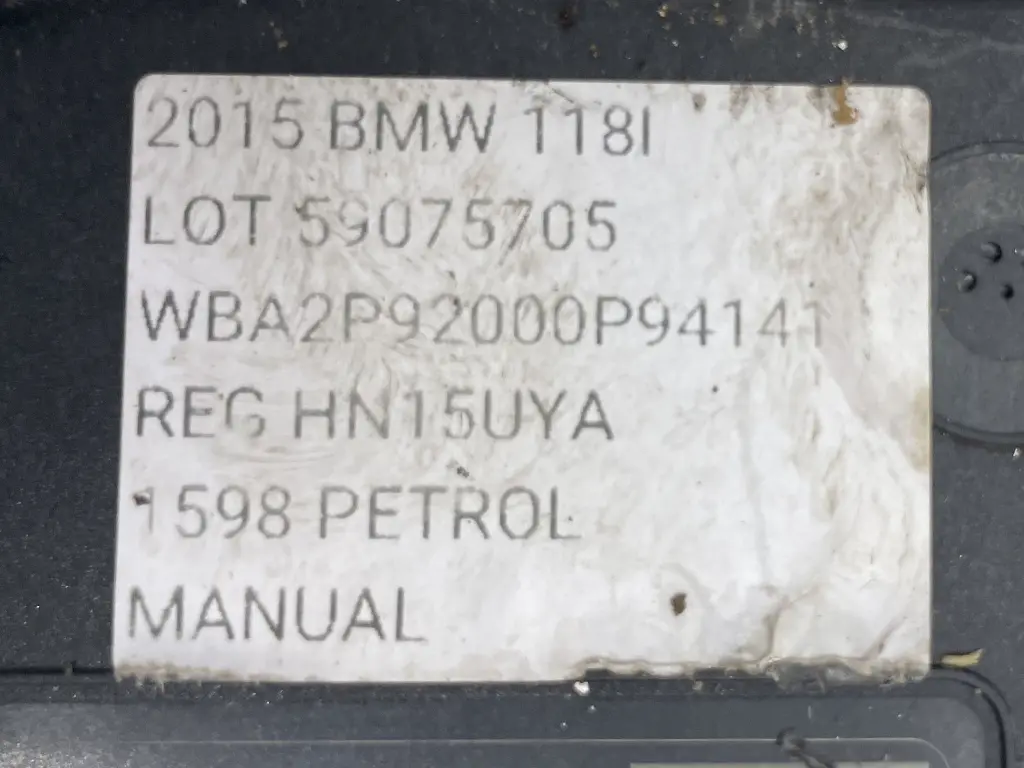 2015 BMW 118I
LOT 59075705
WBA2P92000P94141
REG HN15UYA
1598 PETROL
MANUAL